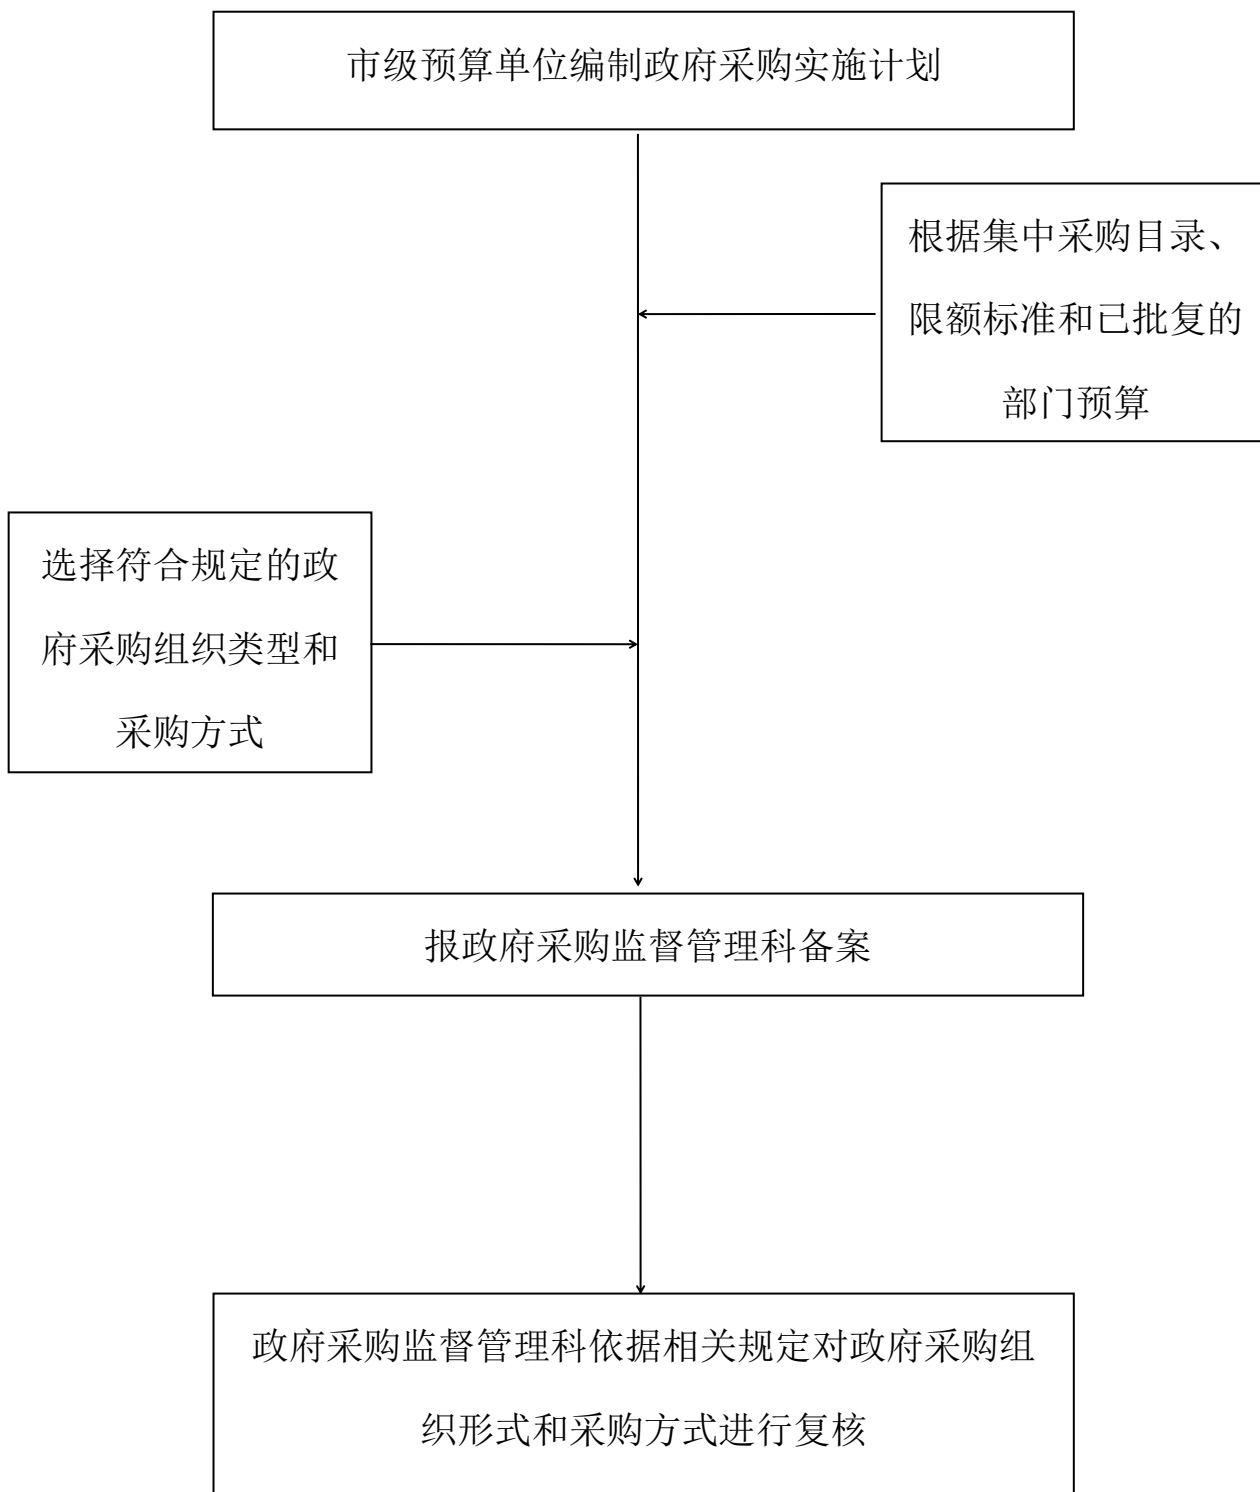 市级预算单位编制政府采购实施计划
根据集中采购目录、
限额标准和已批复的
部门预算
选择符合规定的政
府采购组织类型和
采购方式
报政府采购监督管理科备案
政府采购监督管理科依据相关规定对政府采购组
织形式和采购方式进行复核